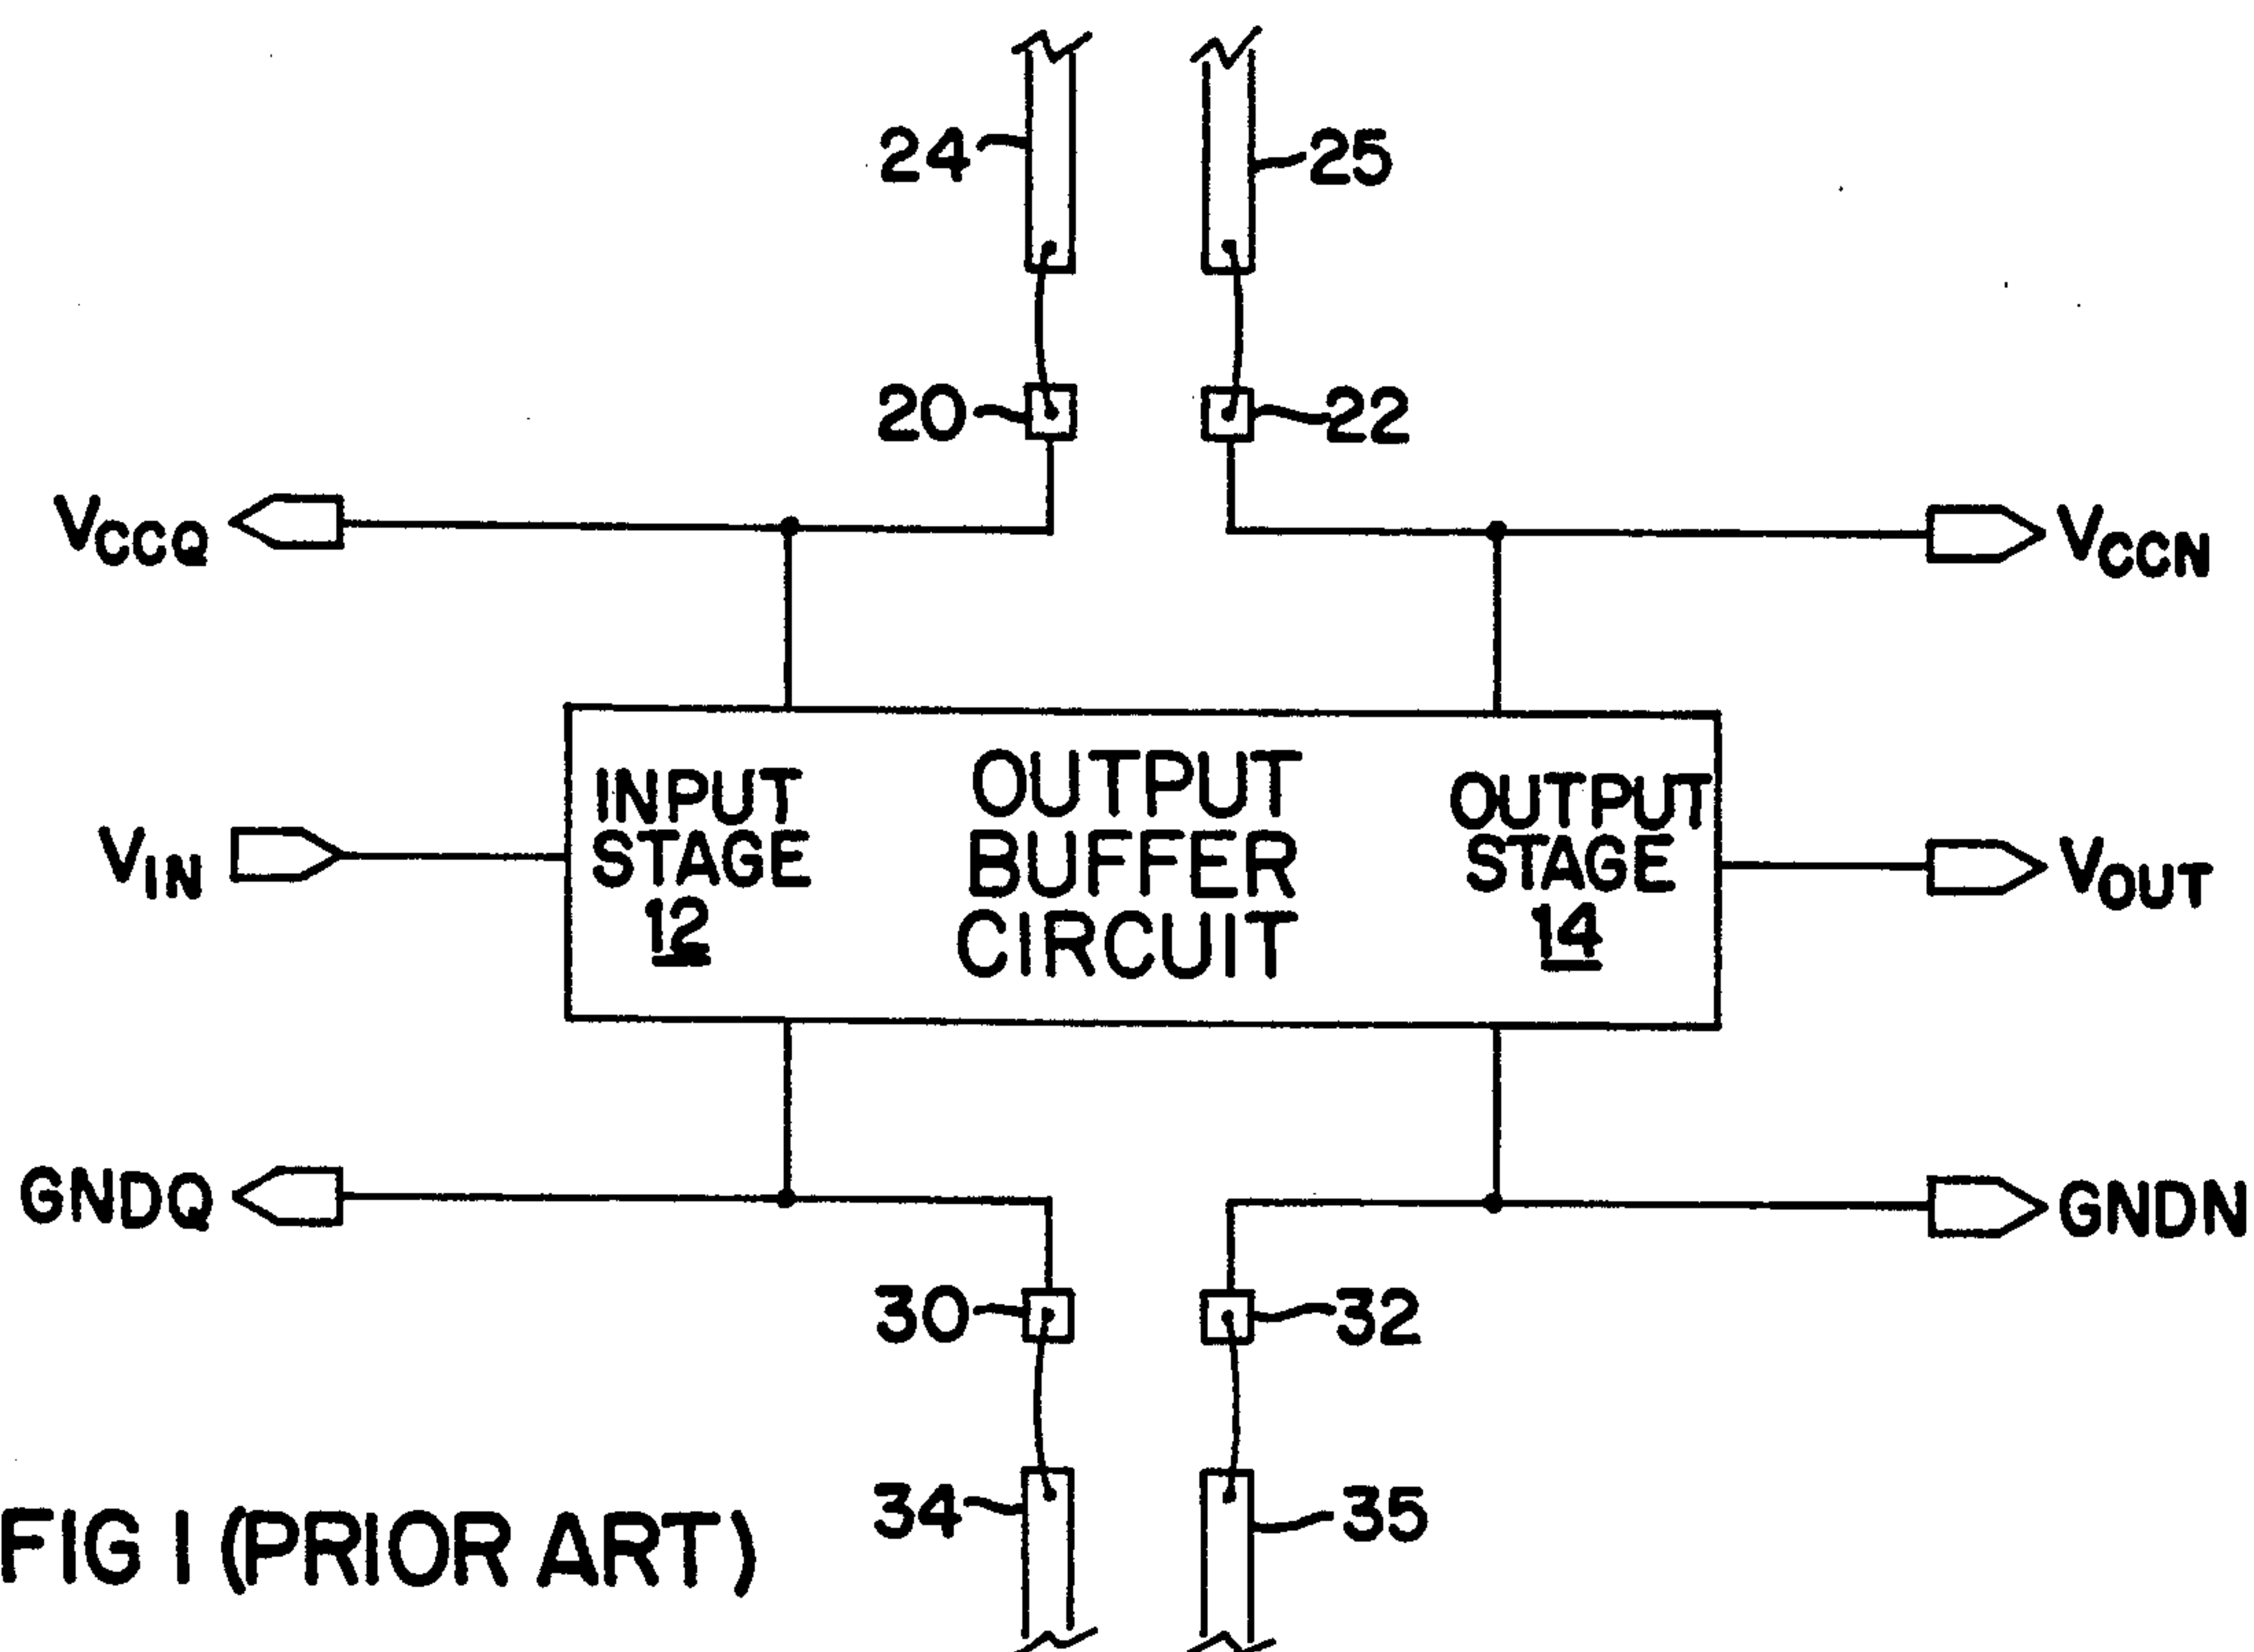 24
25
20
22
VCCQ
VCCN
INPUT
STAGE
12
OUTPUT
BUFFER
CIRCUIT
OUTPUT
STAGE
14
VIN
VOUT
GNDQ
GNDN
30
32
34
35
FIG 1 (PRIOR ART)